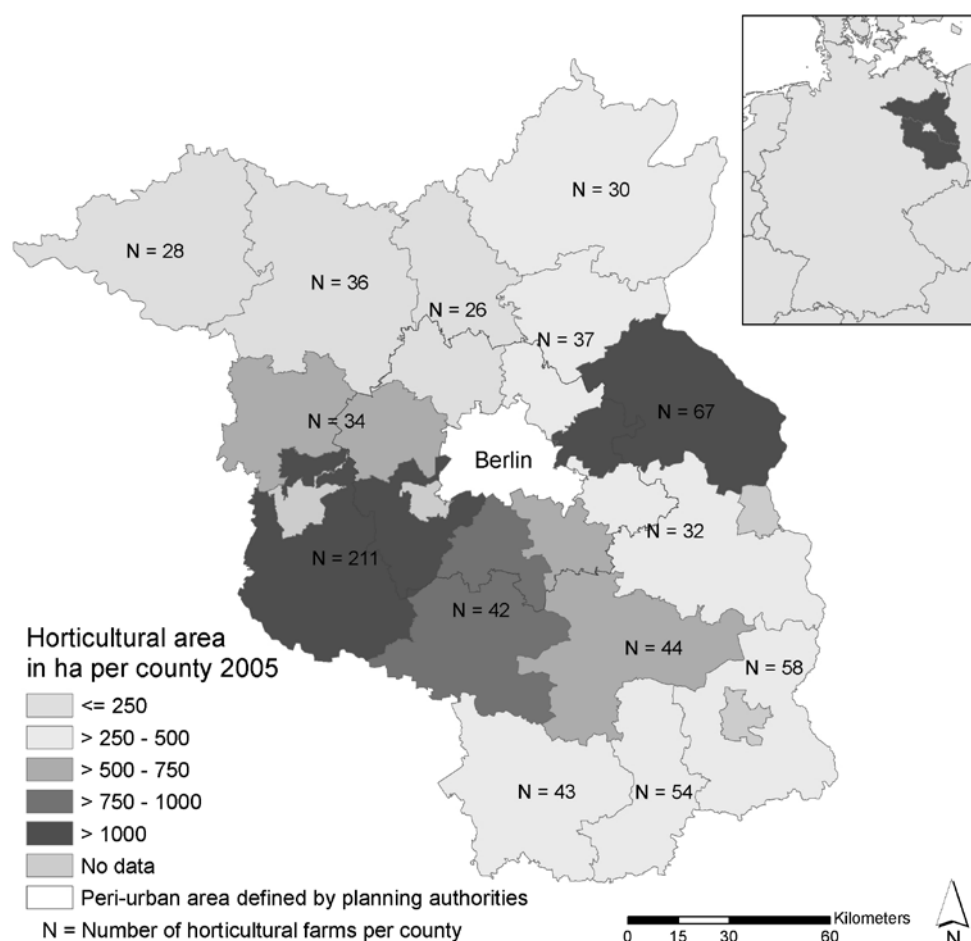 N = 30
N = 28
N = 36
N = 26
N = 37
N = 67
N = 34
Berlin
N = 32
N = 211
N = 42
N = 44
N = 58
N = 43
N = 54
Horticultural area
in ha per county 2005
<= 250
> 250 - 500
> 500 - 750
> 750 - 1000
> 1000
No data
Peri-urban area defined by planning authorities
N = Number of horticultural farms per county
Kilometers
0 15 30 60
N